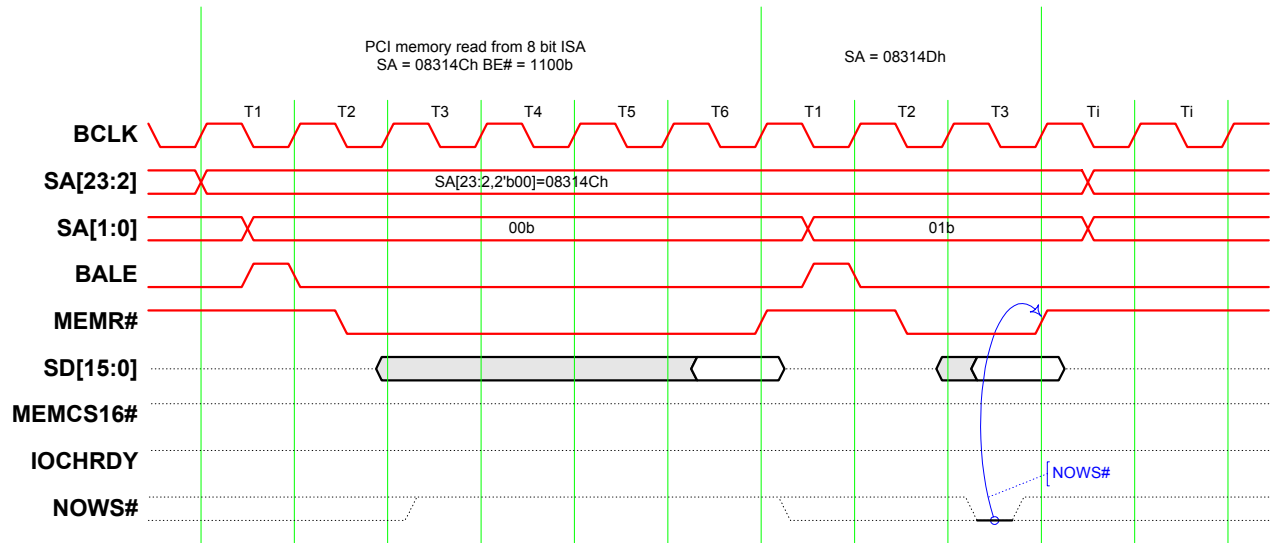 PCI memory read from 8 bit ISA
SA = 08314Ch BE# = 1100b
SA = 08314Dh
T1 T2 T3 T4 T5 T6 T1 T2 T3 Ti Ti
BCLK
SA[23:2] SA[23:2,2'b00]=08314Ch
SA[1:0] 00b 01b
BALE
MEMR#
SD[15:0]
MEMCS16#
IOCHRDY
NOWS#
NOWS#